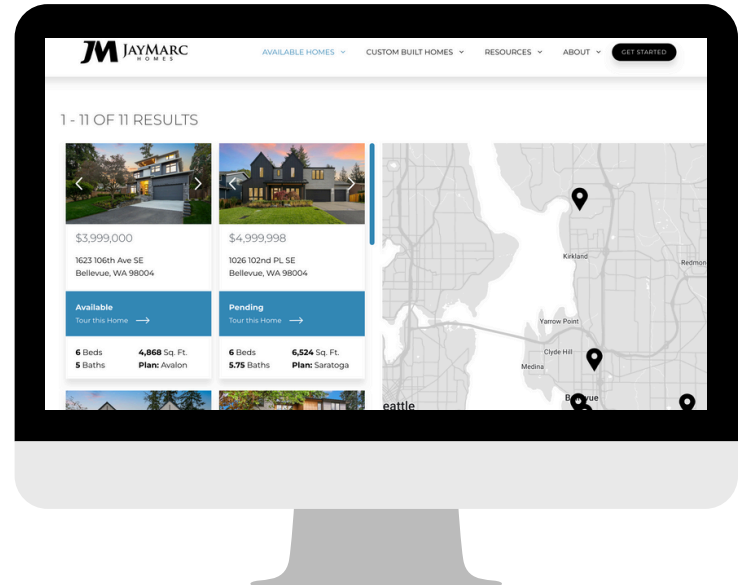 JM JAYMARC
HOMES
AVAILABLE HOMES
CUSTOM BUILT HOMES
RESOURCES
ABOUT
GET STARTED
1 - 11 OF 11 RESULTS
$3,999,000
1623 106th Ave SE
Bellevue, WA 98004
Available
Tour this Home
6 Beds 4,868 Sq. Ft.
5 Baths Plan: Avalon
$4,999,998
1026 102nd PL SE
Bellevue, WA 98004
Pending
Tour this Home
6 Beds 6,524 Sq. Ft.
5.75 Baths Plan: Saratoga
Kirkland
Redmon
Yarrow Point
Clyde Hill
Medina
eattle